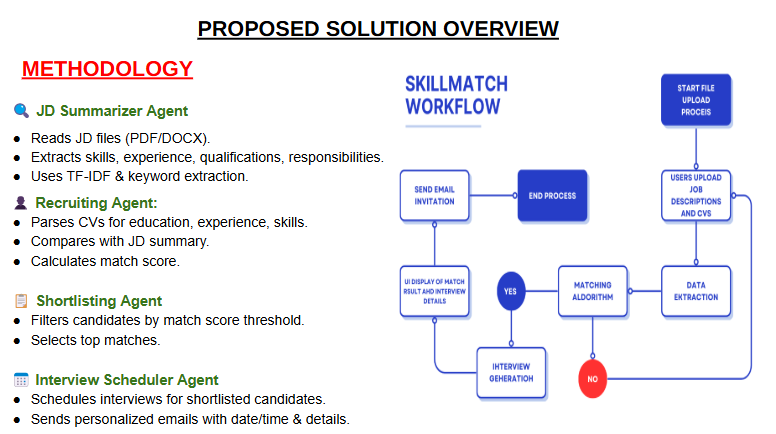 PROPOSED SOLUTION OVERVIEW
METHODOLOGY
JD Summarizer Agent
● Reads JD files (PDF/DOCX).
● Extracts skills, experience, qualifications, responsibilities.
● Uses TF-IDF & keyword extraction.
Recruiting Agent:
● Parses CVs for education, experience, skills.
● Compares with JD summary.
● Calculates match score.
Shortlisting Agent
● Filters candidates by match score threshold.
● Selects top matches.
Interview Scheduler Agent
● Schedules interviews for shortlisted candidates.
● Sends personalized emails with date/time & details.
SKILLMATCH
WORKFLOW
START FILE
UPLOAD
PROCEIS
USERS UPLOAD
JOB
DESCRIPTIONS
AND CVS
DATA
EXTRACTION
MATCHING
ALGORITHM
YES
NO
INTERVIEW
GEHERATION
UI DISPLAY OF MATCH
RSULT AND INTERVIEW
DETAILS
SEND EMAIL
INVITATION
END PROCESS